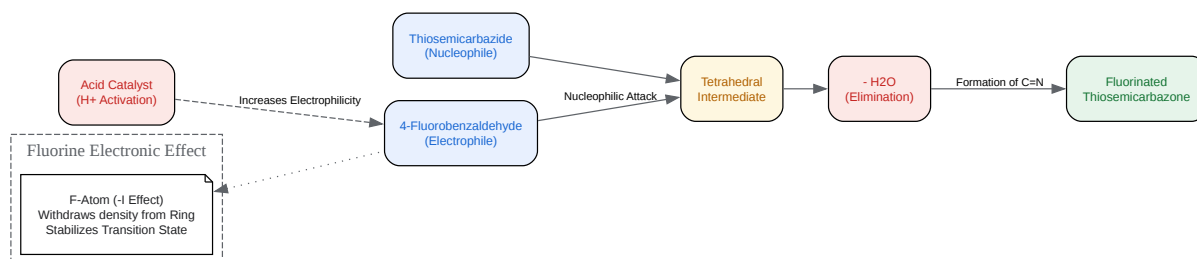 Thiosemicarbazide
(Nucleophile)
Acid Catalyst
(H+ Activation)
Increases Electrophilicity
4-Fluorobenzaldehyde
(Electrophile)
Nucleophilic Attack
Tetrahedral
Intermediate
- H2O
(Elimination)
Formation of C=N
Fluorinated
Thiosemicarbazone
Fluorine Electronic Effect
F-Atom (-I Effect)
Withdraws density from Ring
Stabilizes Transition State